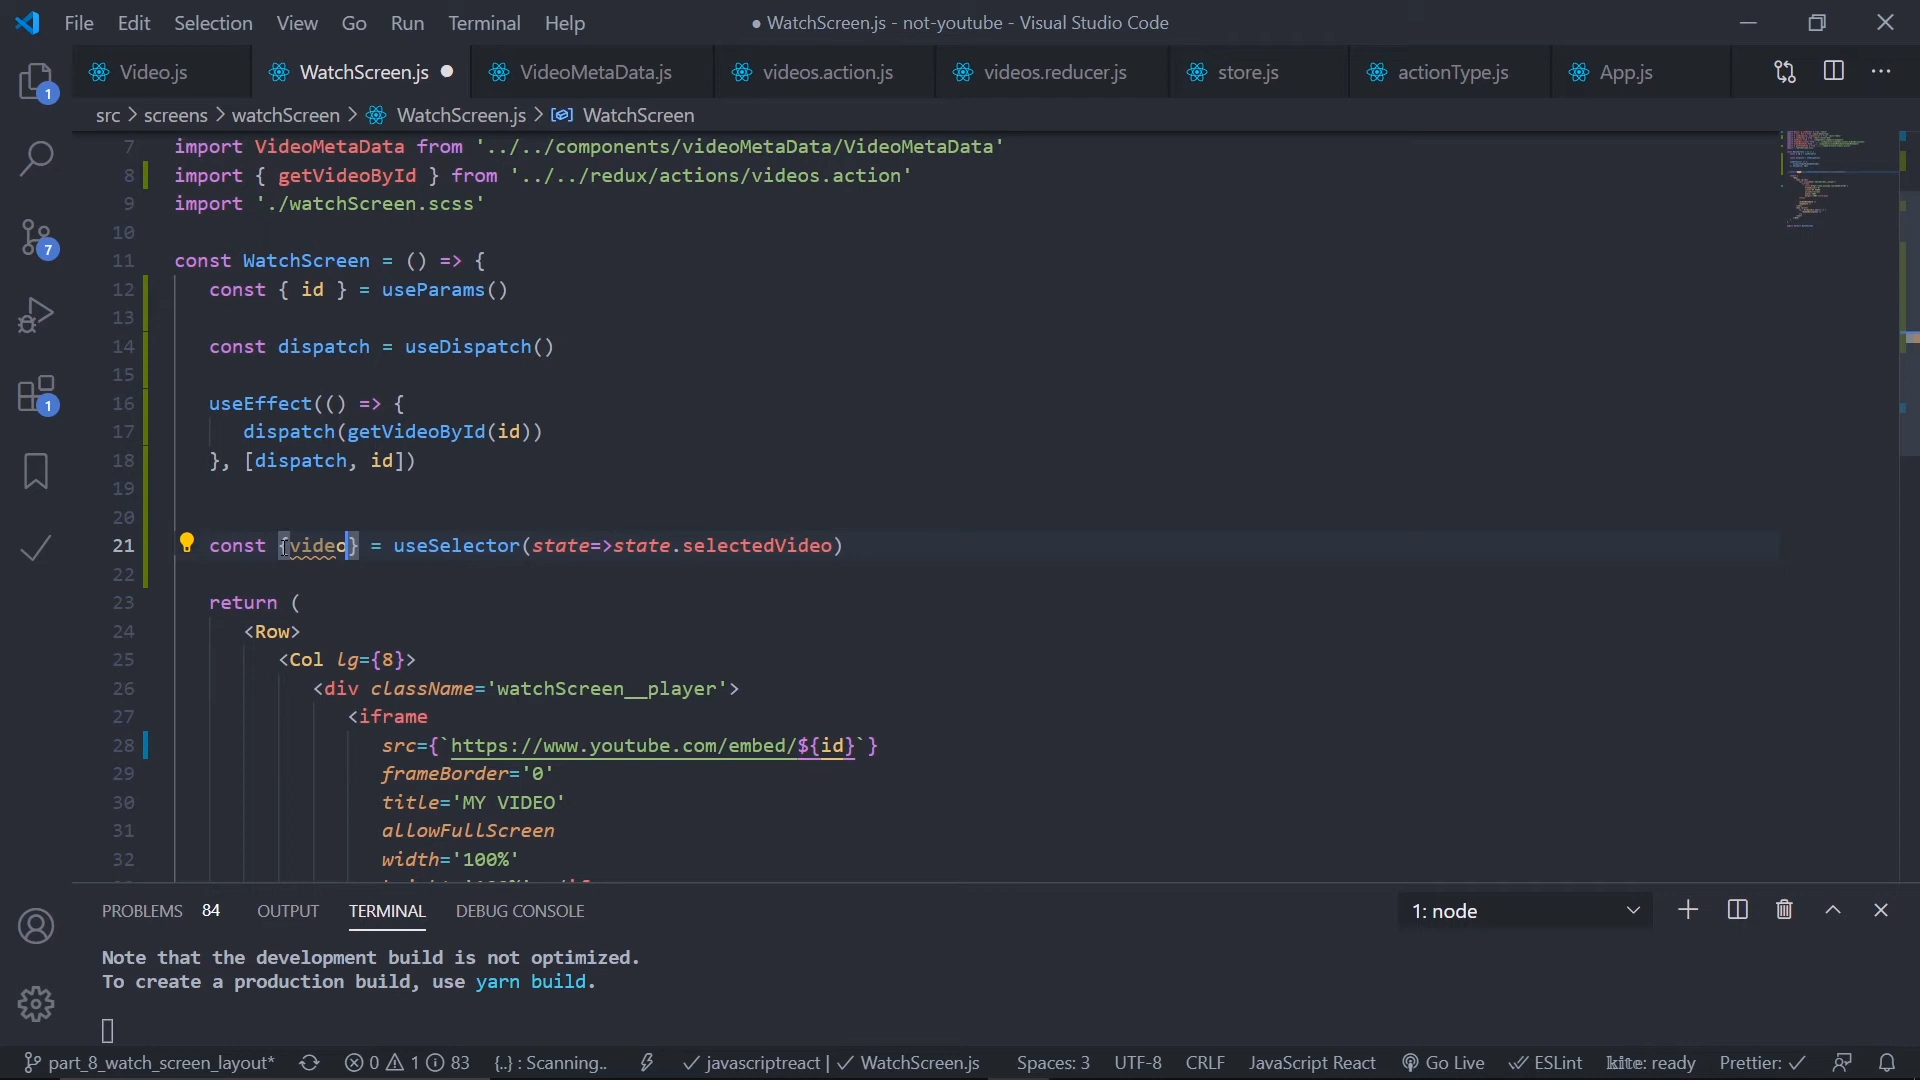 File Edit Selection View Go Run Terminal Help
● WatchScreen.js - not-youtube - Visual Studio Code
Video.js WatchScreen.js VideoMetaData.js videos.action.js videos.reducer.js store.js actionType.js App.js
src > screens > watchScreen > WatchScreen.js > WatchScreen
7 import VideoMetaData from '../../components/videoMetaData/VideoMetaData'
8 import { getVideoById } from '../../redux/actions/videos.action'
9 import './watchScreen.scss'
10
11 const WatchScreen = () => {
12 const { id } = useParams()
13
14 const dispatch = useDispatch()
15
16 useEffect(() => {
17 dispatch(getVideoById(id))
18 }, [dispatch, id])
19
20
21 const {video} = useSelector(state=>state.selectedVideo)
22
23 return (
24 <Row>
25 <Col lg={8}>
26 <div className='watchScreen__player'>
27 <iframe
28 src={`https://www.youtube.com/embed/${id}`}
29 frameBorder='0'
30 title='MY VIDEO'
31 allowFullScreen
32 width='100%'
1
7
1
PROBLEMS 84 OUTPUT TERMINAL DEBUG CONSOLE
1: node
Note that the development build is not optimized.
To create a production build, use yarn build.
part_8_watch_screen_layout* 0 1 83 {..} : Scanning.. javascriptreact | WatchScreen.js Spaces: 3 UTF-8 CRLF JavaScript React Go Live ESLint kite: ready Prettier: ✓